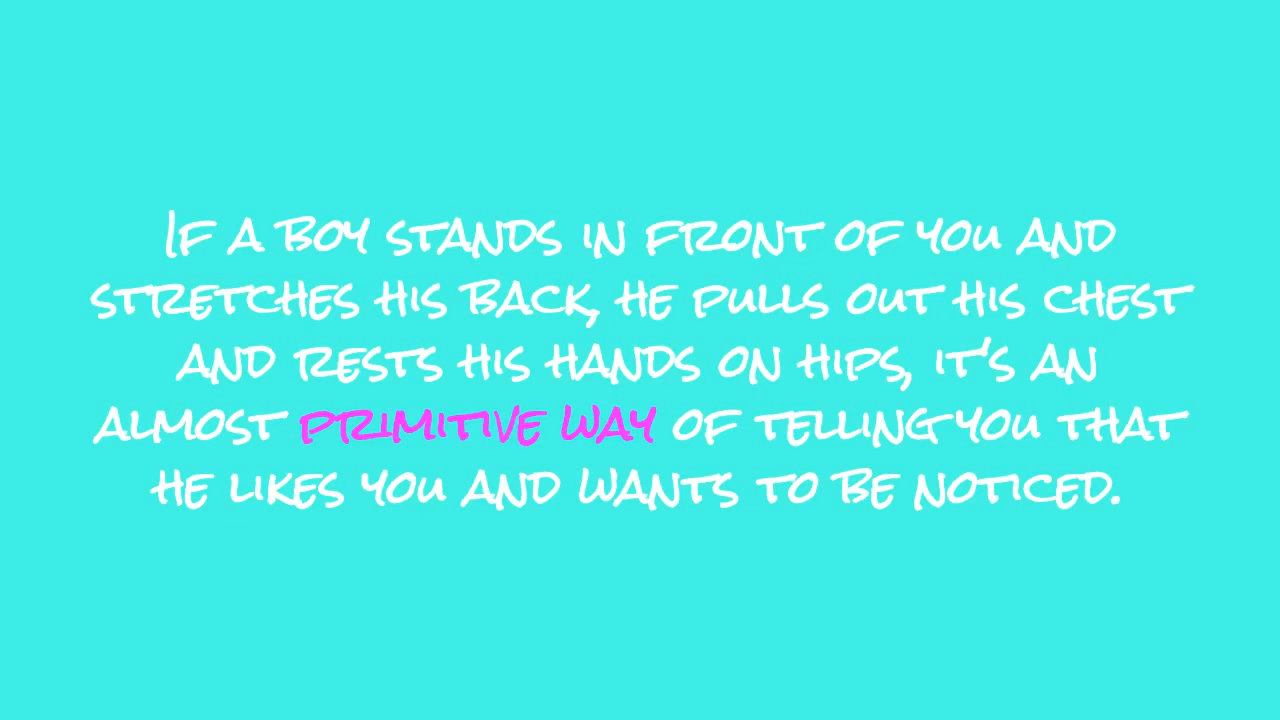 If a boy stands in front of you and
stretches his back, he pulls out his chest
and rests his hands on hips, it's an
almost primitive way of telling you that
he likes you and wants to be noticed.